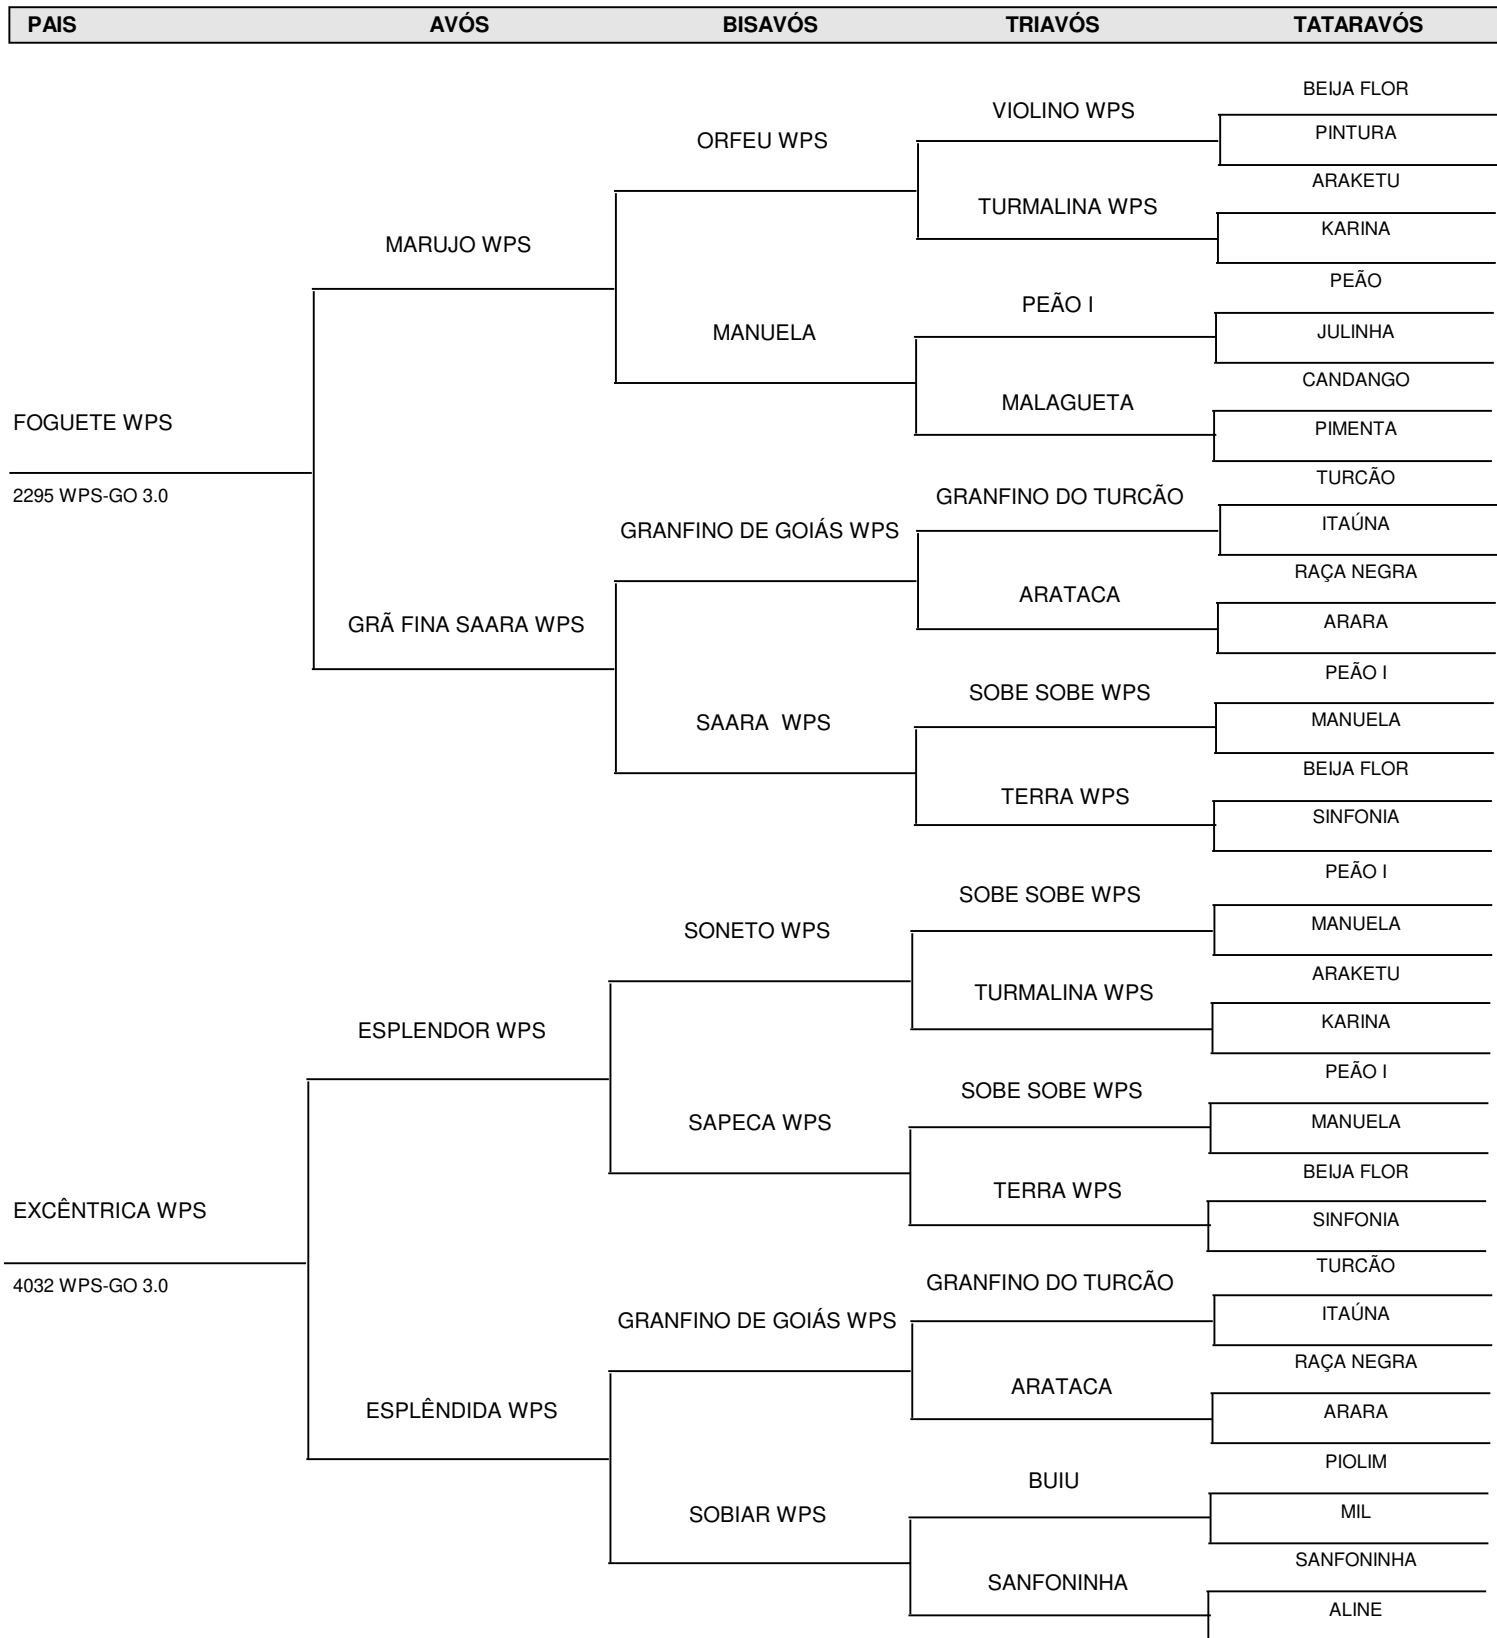 PAIS AVÓS BISAVÓS TRIAVÓS TATARAVÓS
BEIJA FLOR
VIOLINO WPS
PINTURA
ORFEU WPS
ARAKETU
TURMALINA WPS
KARINA
MARUJO WPS
PEÃO
PEÃO I
JULINHA
MANUELA
CANDANGO
MALAGUETA
PIMENTA
FOGUETE WPS
2295 WPS-GO 3.0
TURCÃO
GRANFINO DO TURCÃO
ITAÚNA
GRANFINO DE GOIÁS WPS
RAÇA NEGRA
ARATACA
ARARA
GRÃ FINA SAARA WPS
PEÃO I
SOBE SOBE WPS
MANUELA
SAARA WPS
BEIJA FLOR
TERRA WPS
SINFONIA
PEÃO I
SOBE SOBE WPS
MANUELA
SONETO WPS
ARAKETU
TURMALINA WPS
KARINA
ESPLENDOR WPS
PEÃO I
SOBE SOBE WPS
MANUELA
SAPECA WPS
BEIJA FLOR
TERRA WPS
SINFONIA
EXCÊNTRICA WPS
4032 WPS-GO 3.0
TURCÃO
GRANFINO DO TURCÃO
ITAÚNA
GRANFINO DE GOIÁS WPS
RAÇA NEGRA
ARATACA
ARARA
ESPLÊNDIDA WPS
PIOLIM
BUIU
MIL
SOBIAR WPS
SANFONINHA
SANFONINHA
ALINE